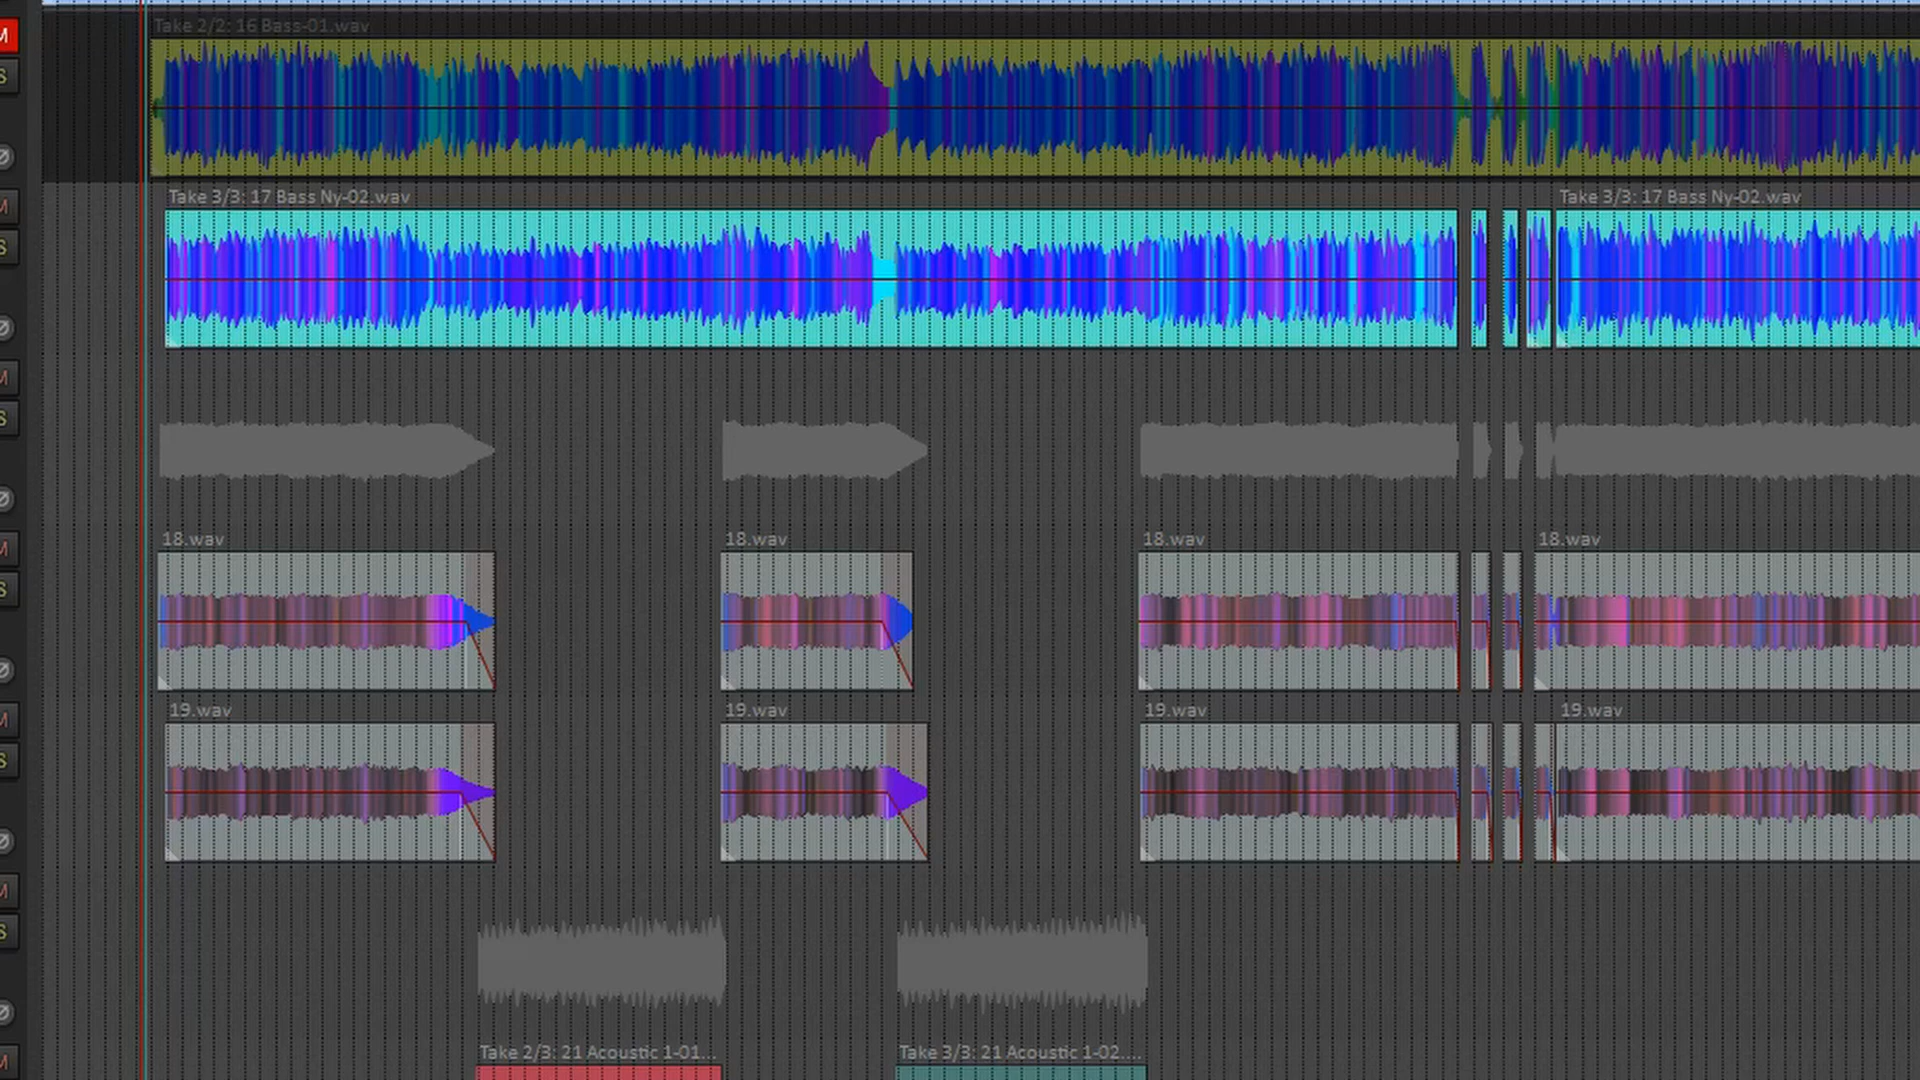 Take 2/2: 16 Bass-01.wav
M
S
Take 3/3: 17 Bass Ny-02.wav
Take 3/3: 17 Bass Ny-02.wav
M
S
M
S
18.wav
18.wav
18.wav
18.wav
M
S
19.wav
19.wav
19.wav
19.wav
M
S
M
S
Take 2/3: 21 Acoustic 1-01...
Take 3/3: 21 Acoustic 1-02....
M